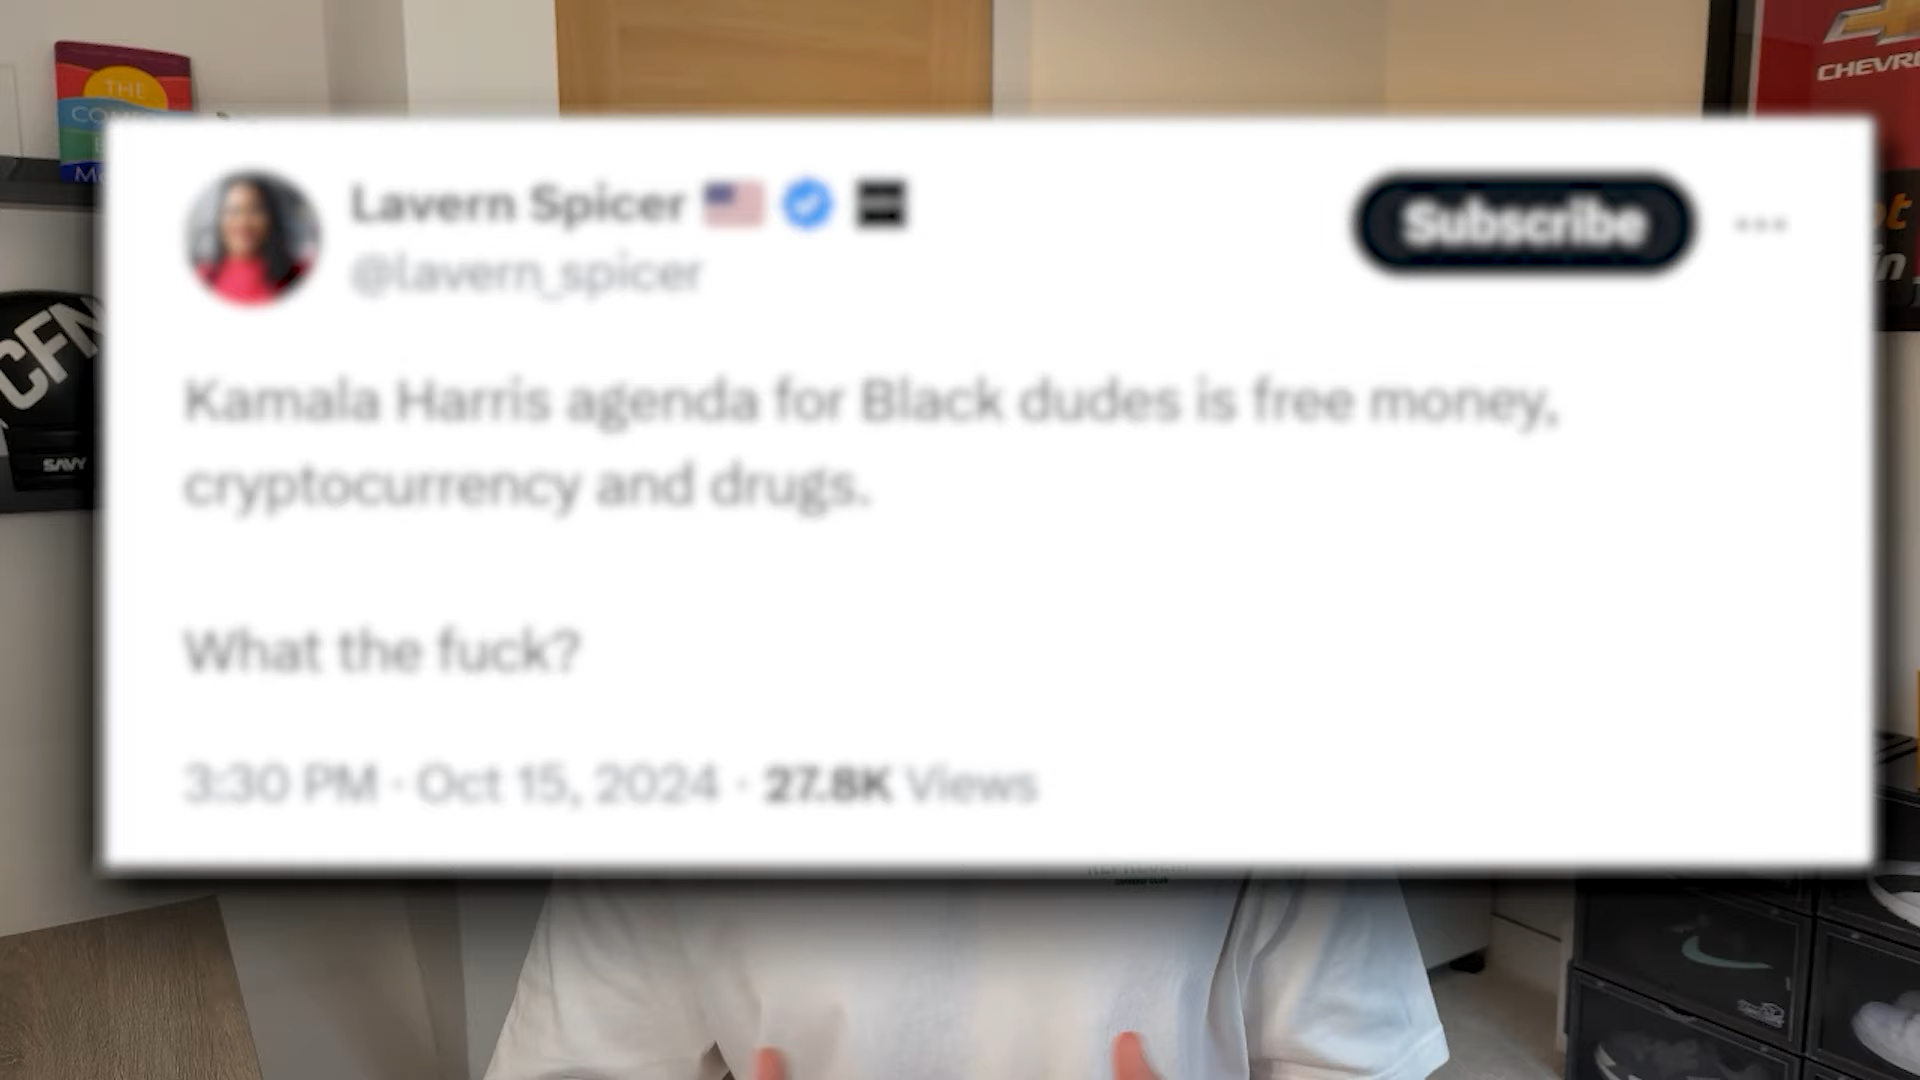 THE
CHEVRO
CFN
SAVY
Lavern Spicer
@lavern_spicer
Subscribe
Kamala Harris agenda for Black dudes is free money,
cryptocurrency and drugs.
What the fuck?
3:30 PM · Oct 15, 2024 · 27.8K Views